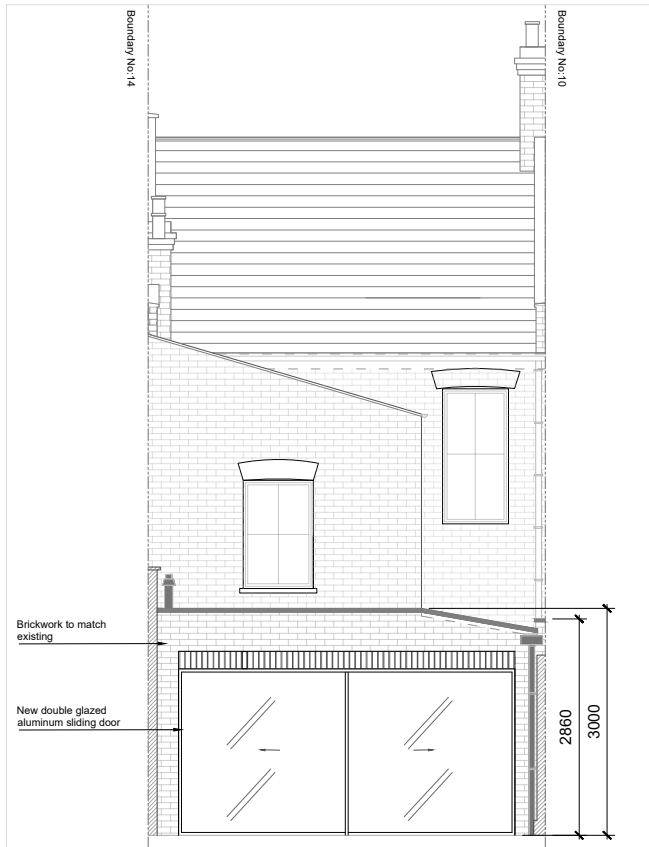 Boundary No:14
Boundary No:10
Brickwork to match
existing
New double glazed
aluminum sliding door
2860
3000